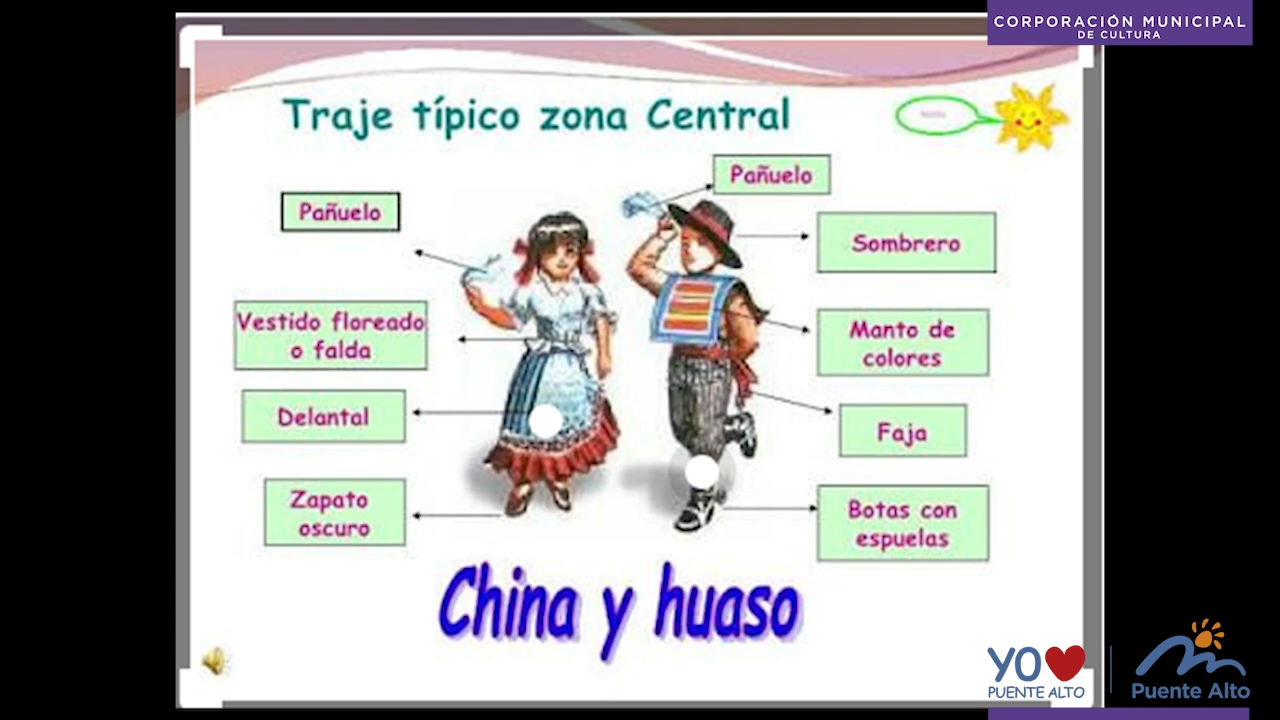 CORPORACIÓN MUNICIPAL
DE CULTURA
Traje típico zona Central
Pañuelo
Pañuelo
Sombrero
Vestido floreado
o falda
Manto de
colores
Delantal
Faja
Zapato
oscuro
Botas con
espuelas
China y huaso
YO
PUENTE ALTO
Puente Alto